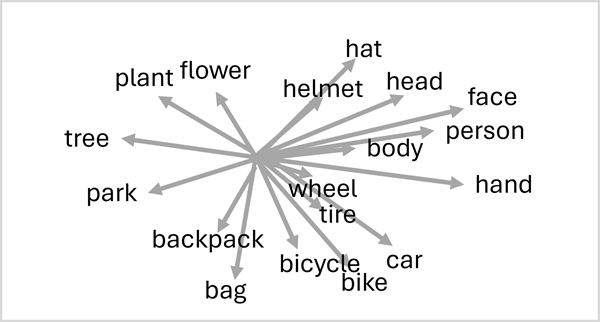 hat
plant
flower
helmet
head
face
tree
person
body
park
wheel
hand
tire
backpack
bicycle
car
bag
bike